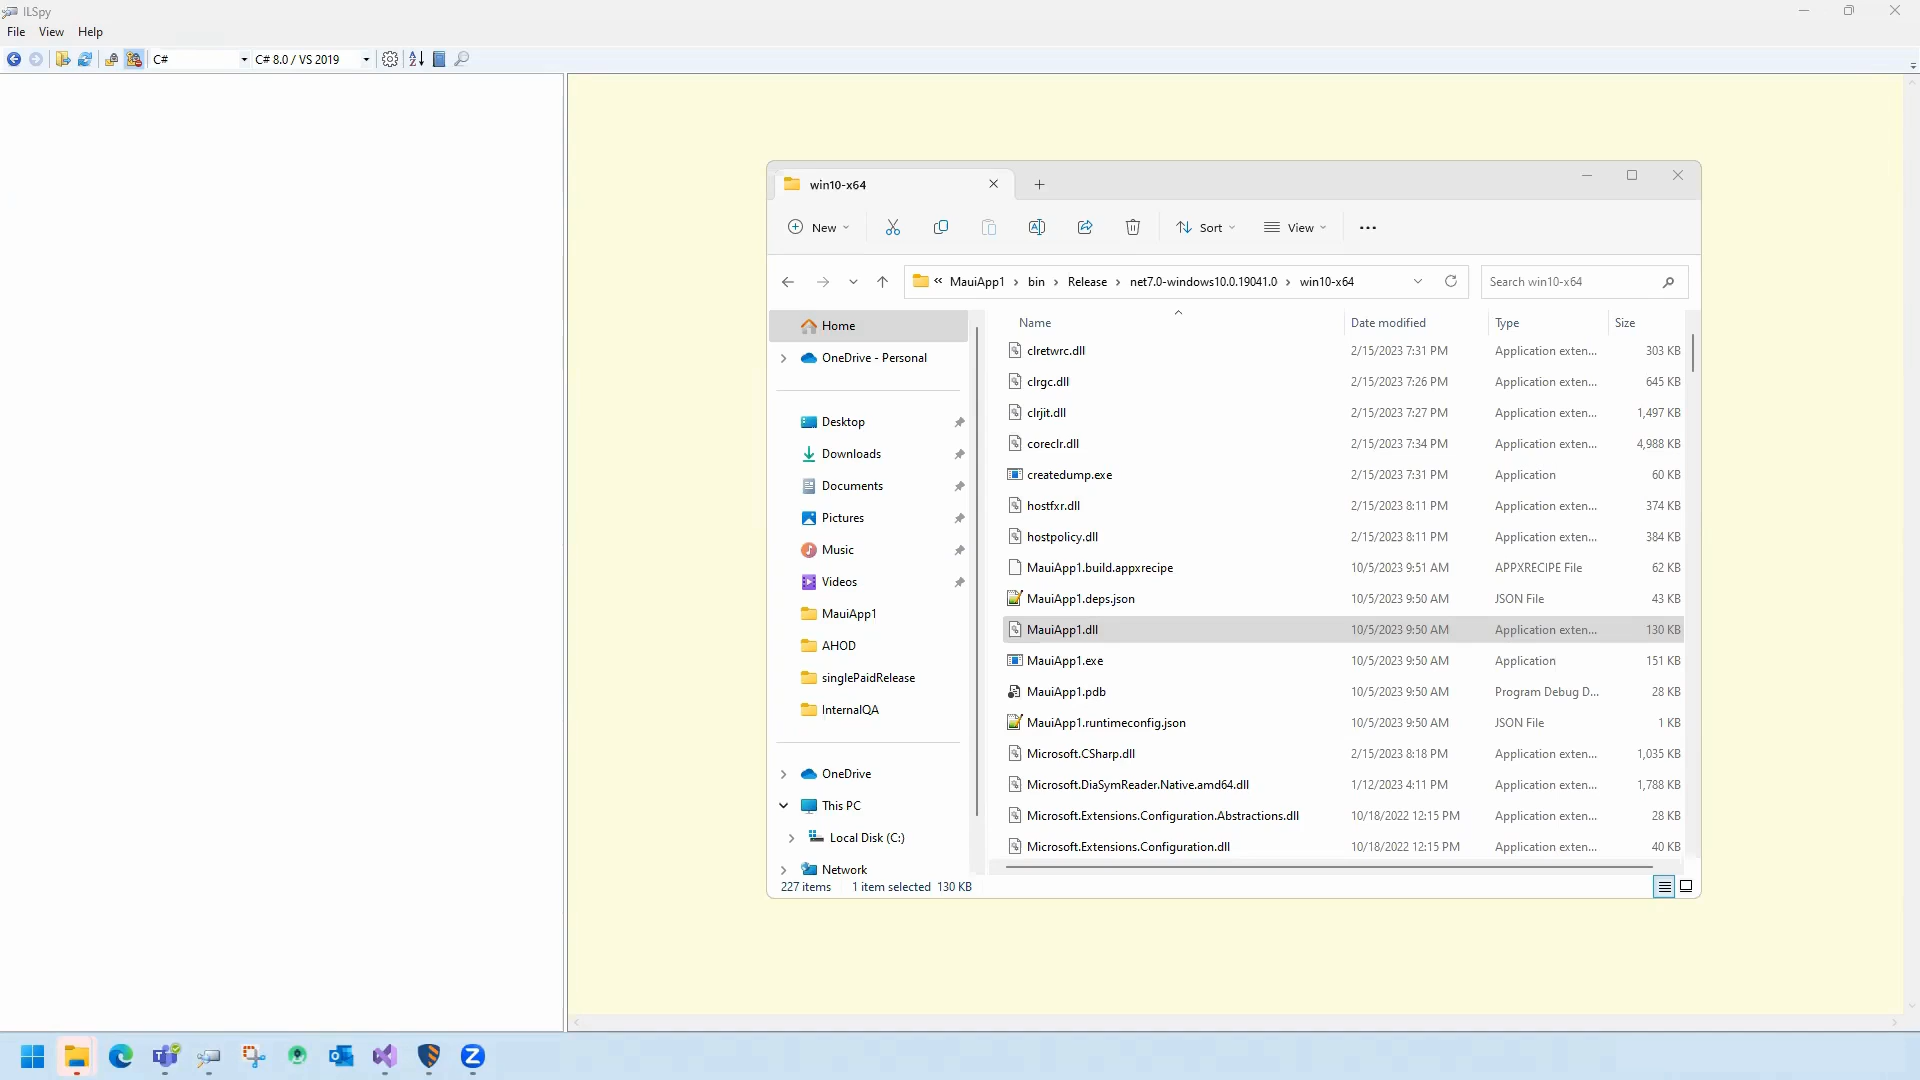 ILSpy
File View Help
C# C# 8.0 / VS 2019
win10-x64
New Sort View
« MauiApp1 > bin > Release > net7.0-windows10.0.19041.0 > win10-x64 Search win10-x64
Home
OneDrive - Personal
Desktop
Downloads
Documents
Pictures
Music
Videos
MauiApp1
AHOD
singlePaidRelease
InternalQA
OneDrive
This PC
Local Disk (C:)
Network
Name Date modified Type Size
clretwrc.dll 2/15/2023 7:31 PM Application exten... 303 KB
clrgc.dll 2/15/2023 7:26 PM Application exten... 645 KB
clrjit.dll 2/15/2023 7:27 PM Application exten... 1,497 KB
coreclr.dll 2/15/2023 7:34 PM Application exten... 4,988 KB
createdump.exe 2/15/2023 7:31 PM Application 60 KB
hostfxr.dll 2/15/2023 8:11 PM Application exten... 374 KB
hostpolicy.dll 2/15/2023 8:11 PM Application exten... 384 KB
MauiApp1.build.appxrecipe 10/5/2023 9:51 AM APPXRECIPE File 62 KB
MauiApp1.deps.json 10/5/2023 9:50 AM JSON File 43 KB
MauiApp1.dll 10/5/2023 9:50 AM Application exten... 130 KB
MauiApp1.exe 10/5/2023 9:50 AM Application 151 KB
MauiApp1.pdb 10/5/2023 9:50 AM Program Debug D... 28 KB
MauiApp1.runtimeconfig.json 10/5/2023 9:50 AM JSON File 1 KB
Microsoft.CSharp.dll 2/15/2023 8:18 PM Application exten... 1,035 KB
Microsoft.DiaSymReader.Native.amd64.dll 1/12/2023 4:11 PM Application exten... 1,788 KB
Microsoft.Extensions.Configuration.Abstractions.dll 10/18/2022 12:15 PM Application exten... 28 KB
Microsoft.Extensions.Configuration.dll 10/18/2022 12:15 PM Application exten... 40 KB
227 items 1 item selected 130 KB